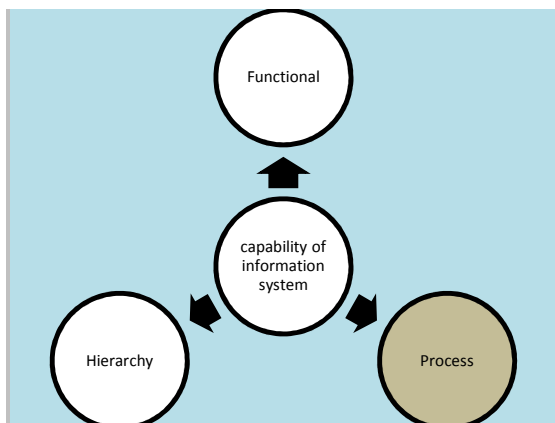 Functional
capability of
information
system
Hierarchy
Process